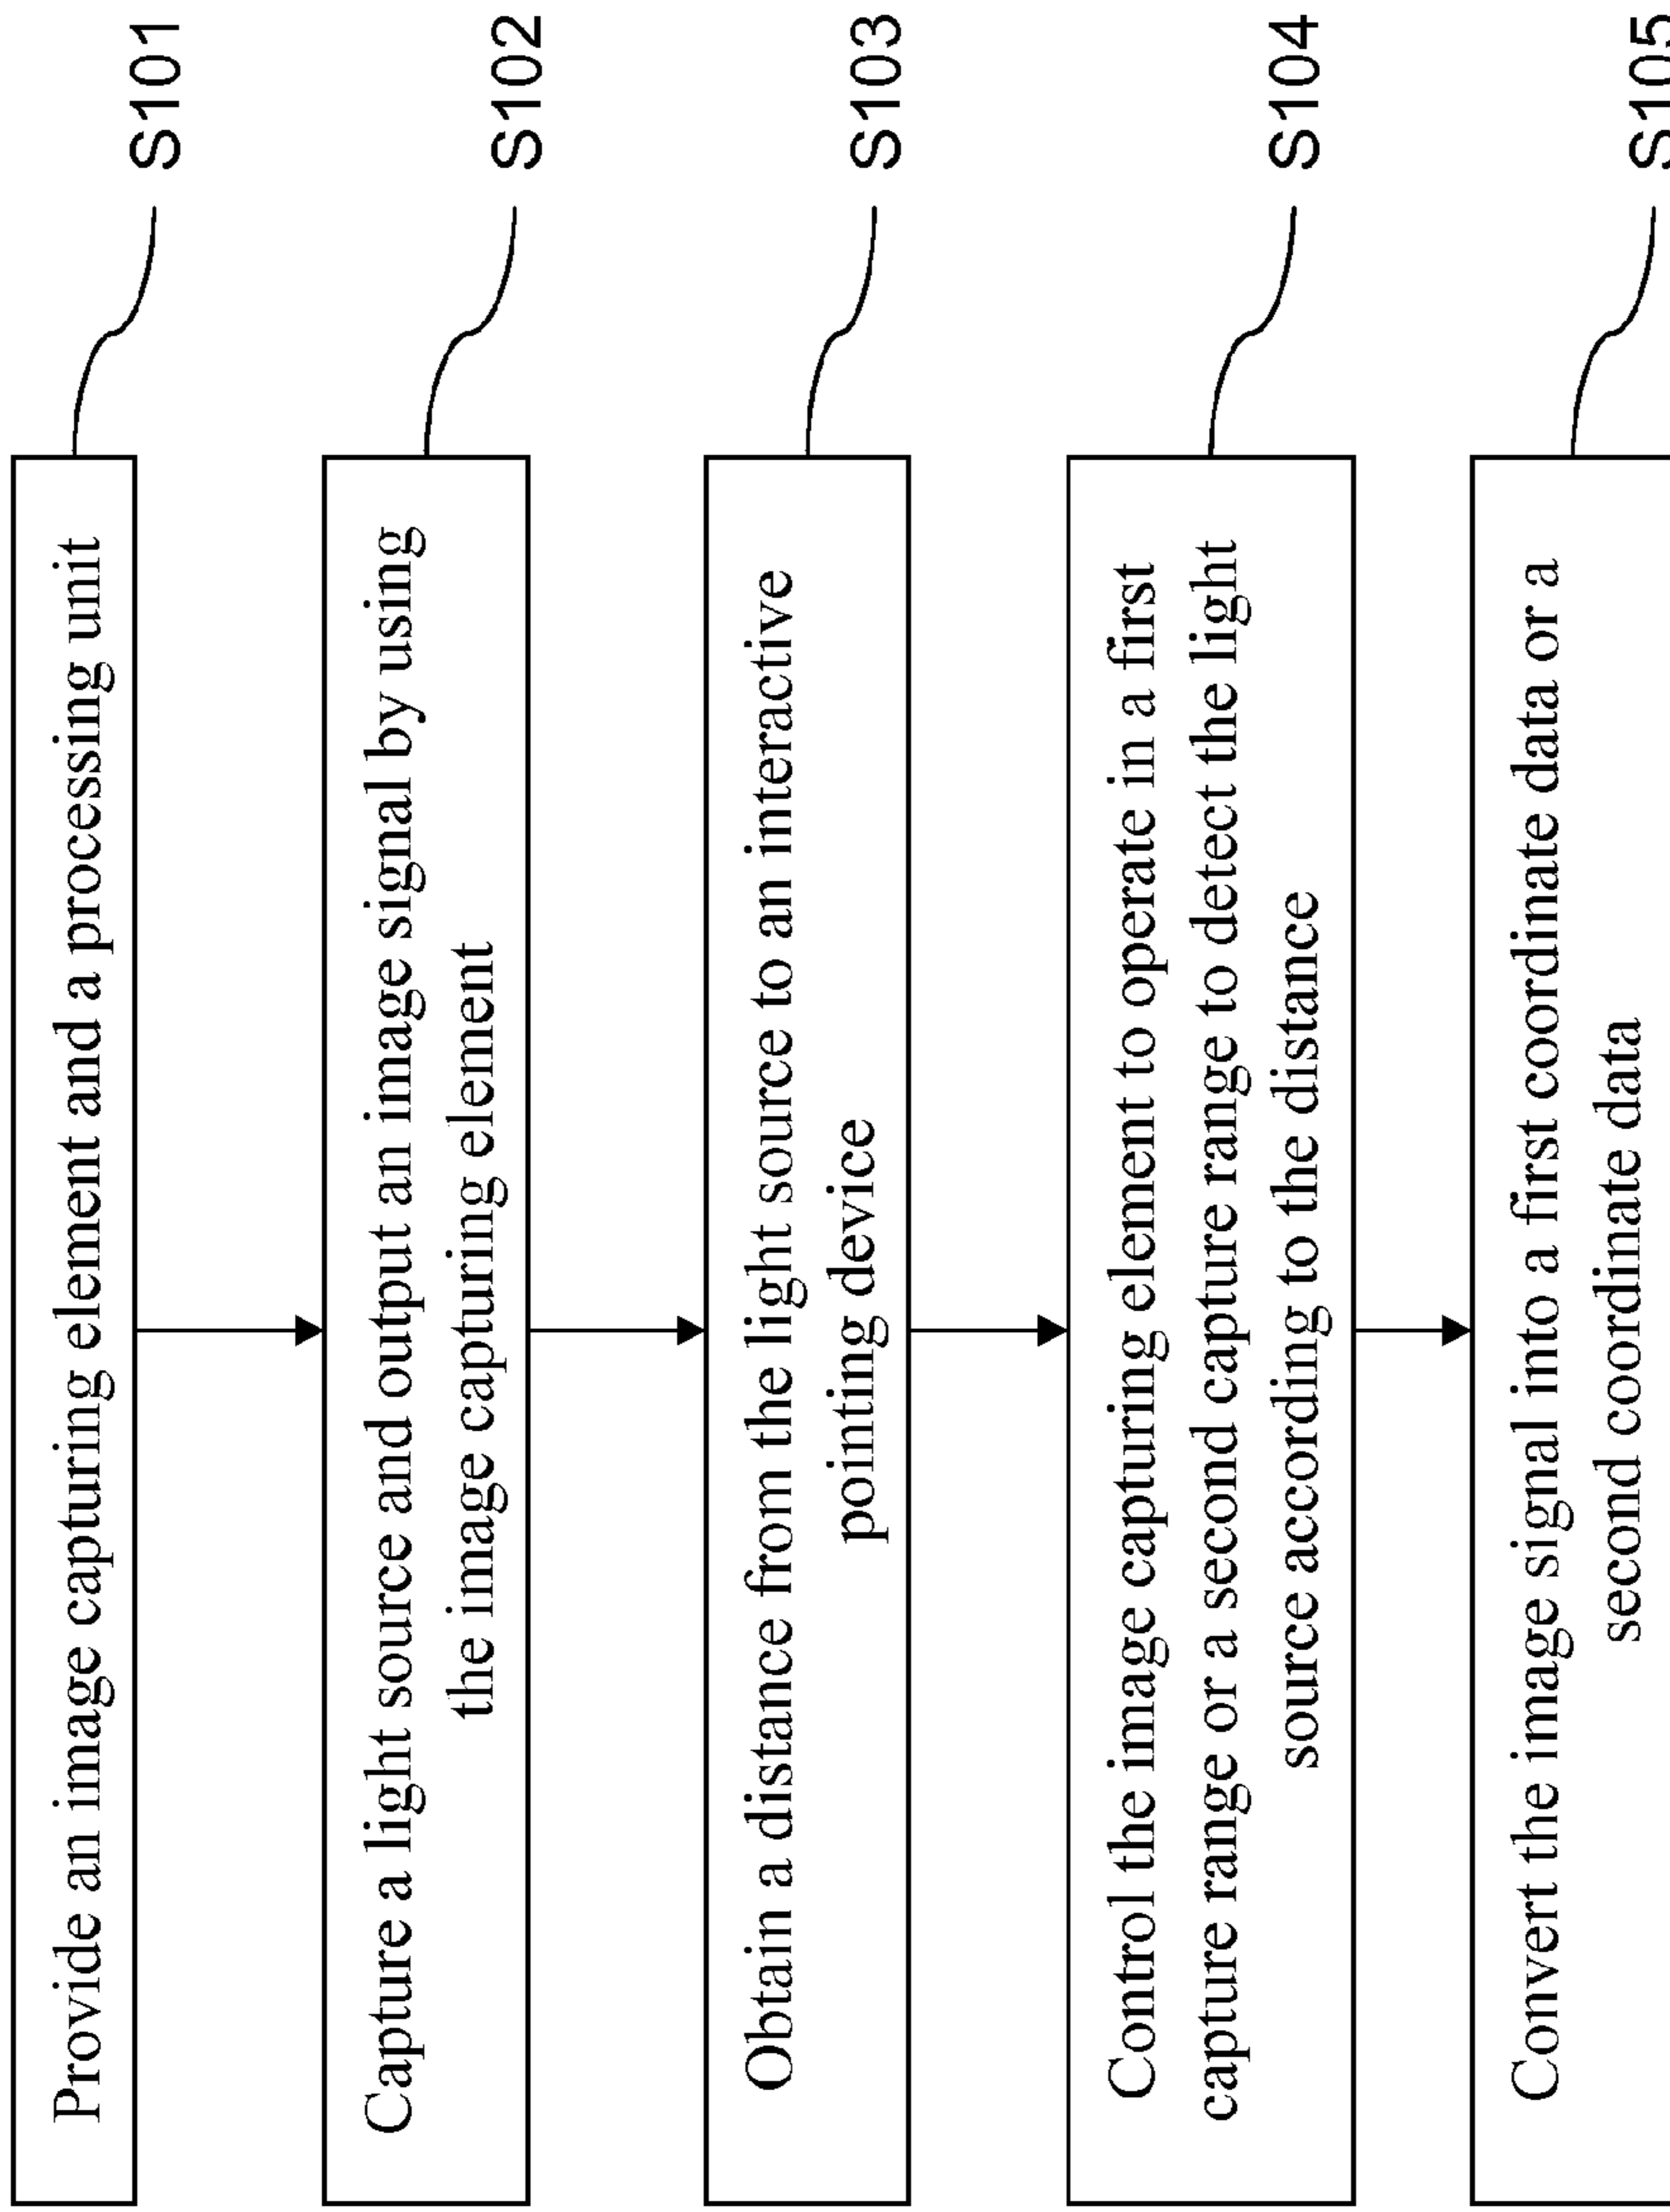 Provide an image capturing element and a processing unit
S101
Capture a light source and output an image signal by using
the image capturing element
S102
Obtain a distance from the light source to an interactive
pointing device
S103
Control the image capturing element to operate in a first
capture range or a second capture range to detect the light
source according to the distance
S104
Convert the image signal into a first coordinate data or a
second coordinate data
S105